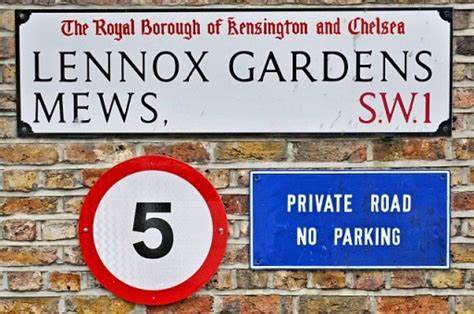 The Royal Borough of Kensington and Chelsea
LENNOX GARDENS
MEWS, S.W.1
5
PRIVATE ROAD
NO PARKING